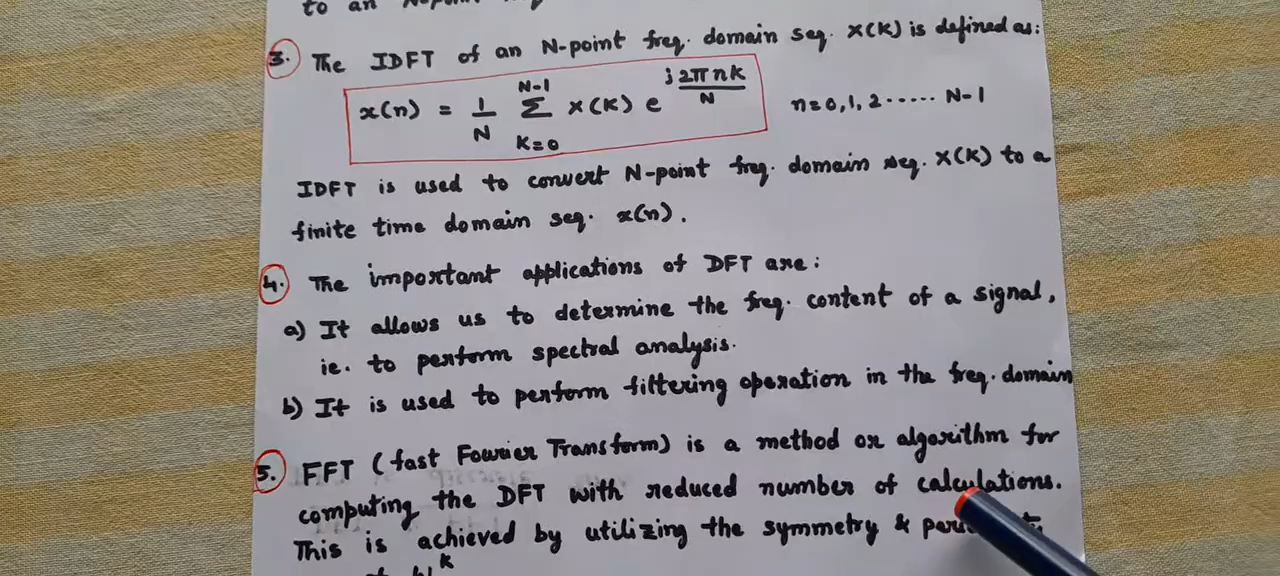 to an N-point
3. The IDFT of an N-point freq. domain seq. X(K) is defined as:
x(n) = 1/N N-1 Σ K=0 X(K) e j2πnk/N n=0,1,2...... N-1
IDFT is used to convert N-point freq. domain seq. X(K) to a
finite time domain seq. x(n).
4. The important applications of DFT are:
a) It allows us to determine the freq. content of a signal,
ie. to perform spectral analysis.
b) It is used to perform filtering operation in the freq. domain
5. FFT (fast Fourier Transform) is a method or algorithm for
computing the DFT with reduced number of calculations.
This is achieved by utilizing the symmetry &